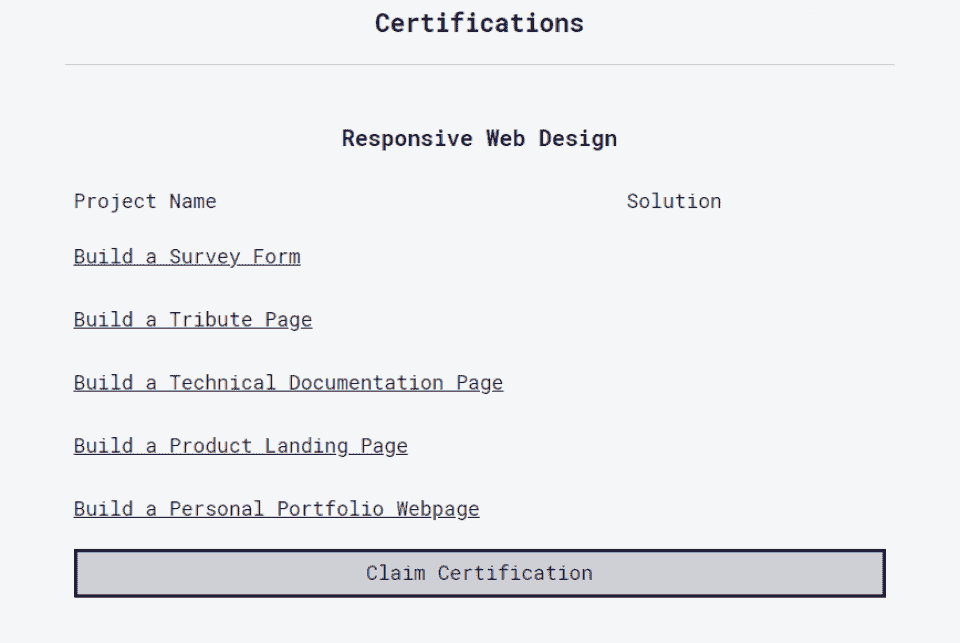 Certifications
Responsive Web Design
Project Name Solution
Build a Survey Form
Build a Tribute Page
Build a Technical Documentation Page
Build a Product Landing Page
Build a Personal Portfolio Webpage
Claim Certification